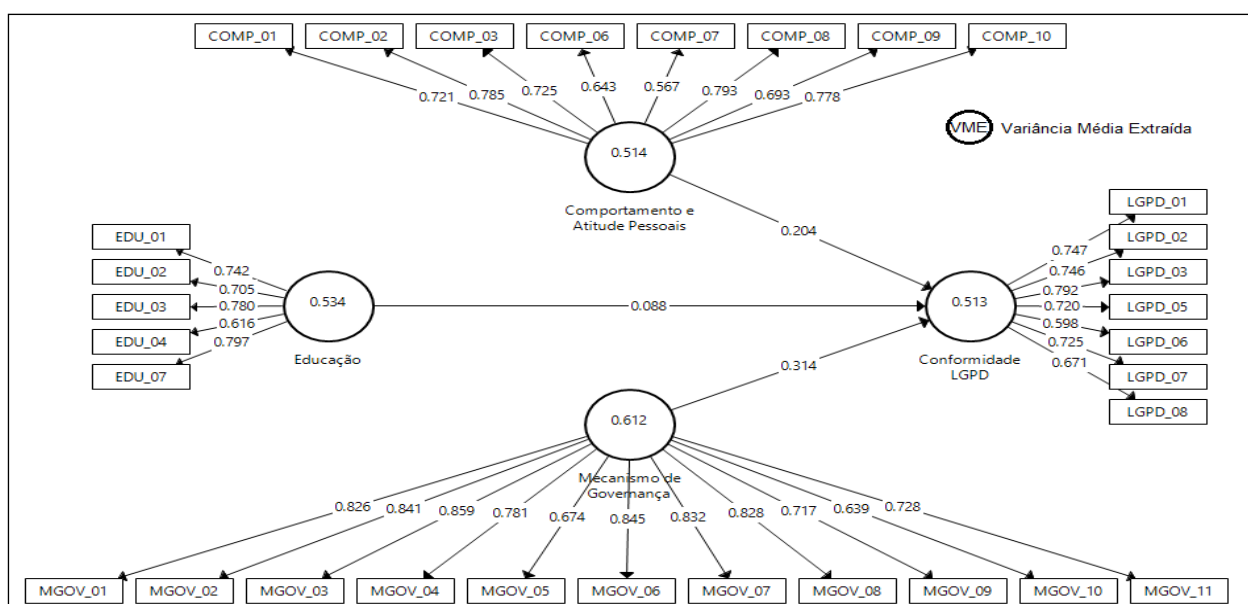 COMP_01 COMP_02 COMP_03 COMP_06 COMP_07 COMP_08 COMP_09 COMP_10
0.721 0.785 0.725 0.643 0.567 0.793 0.693 0.778
VME Variância Média Extraída
0.514
Comportamento e
Atitude Pessoais
0.204
EDU_01
EDU_02
EDU_03
EDU_04
EDU_07
0.742
0.705
0.780
0.616
0.797
0.534
Educação
0.088
0.513
Conformidade
LGPD
0.747
0.746
0.792
0.720
0.598
0.725
0.671
LGPD_01
LGPD_02
LGPD_03
LGPD_05
LGPD_06
LGPD_07
LGPD_08
0.314
0.612
Mecanismo de
Governança
0.826 0.841 0.859 0.781 0.674 0.845 0.832 0.828 0.717 0.639 0.728
MGOV_01 MGOV_02 MGOV_03 MGOV_04 MGOV_05 MGOV_06 MGOV_07 MGOV_08 MGOV_09 MGOV_10 MGOV_11